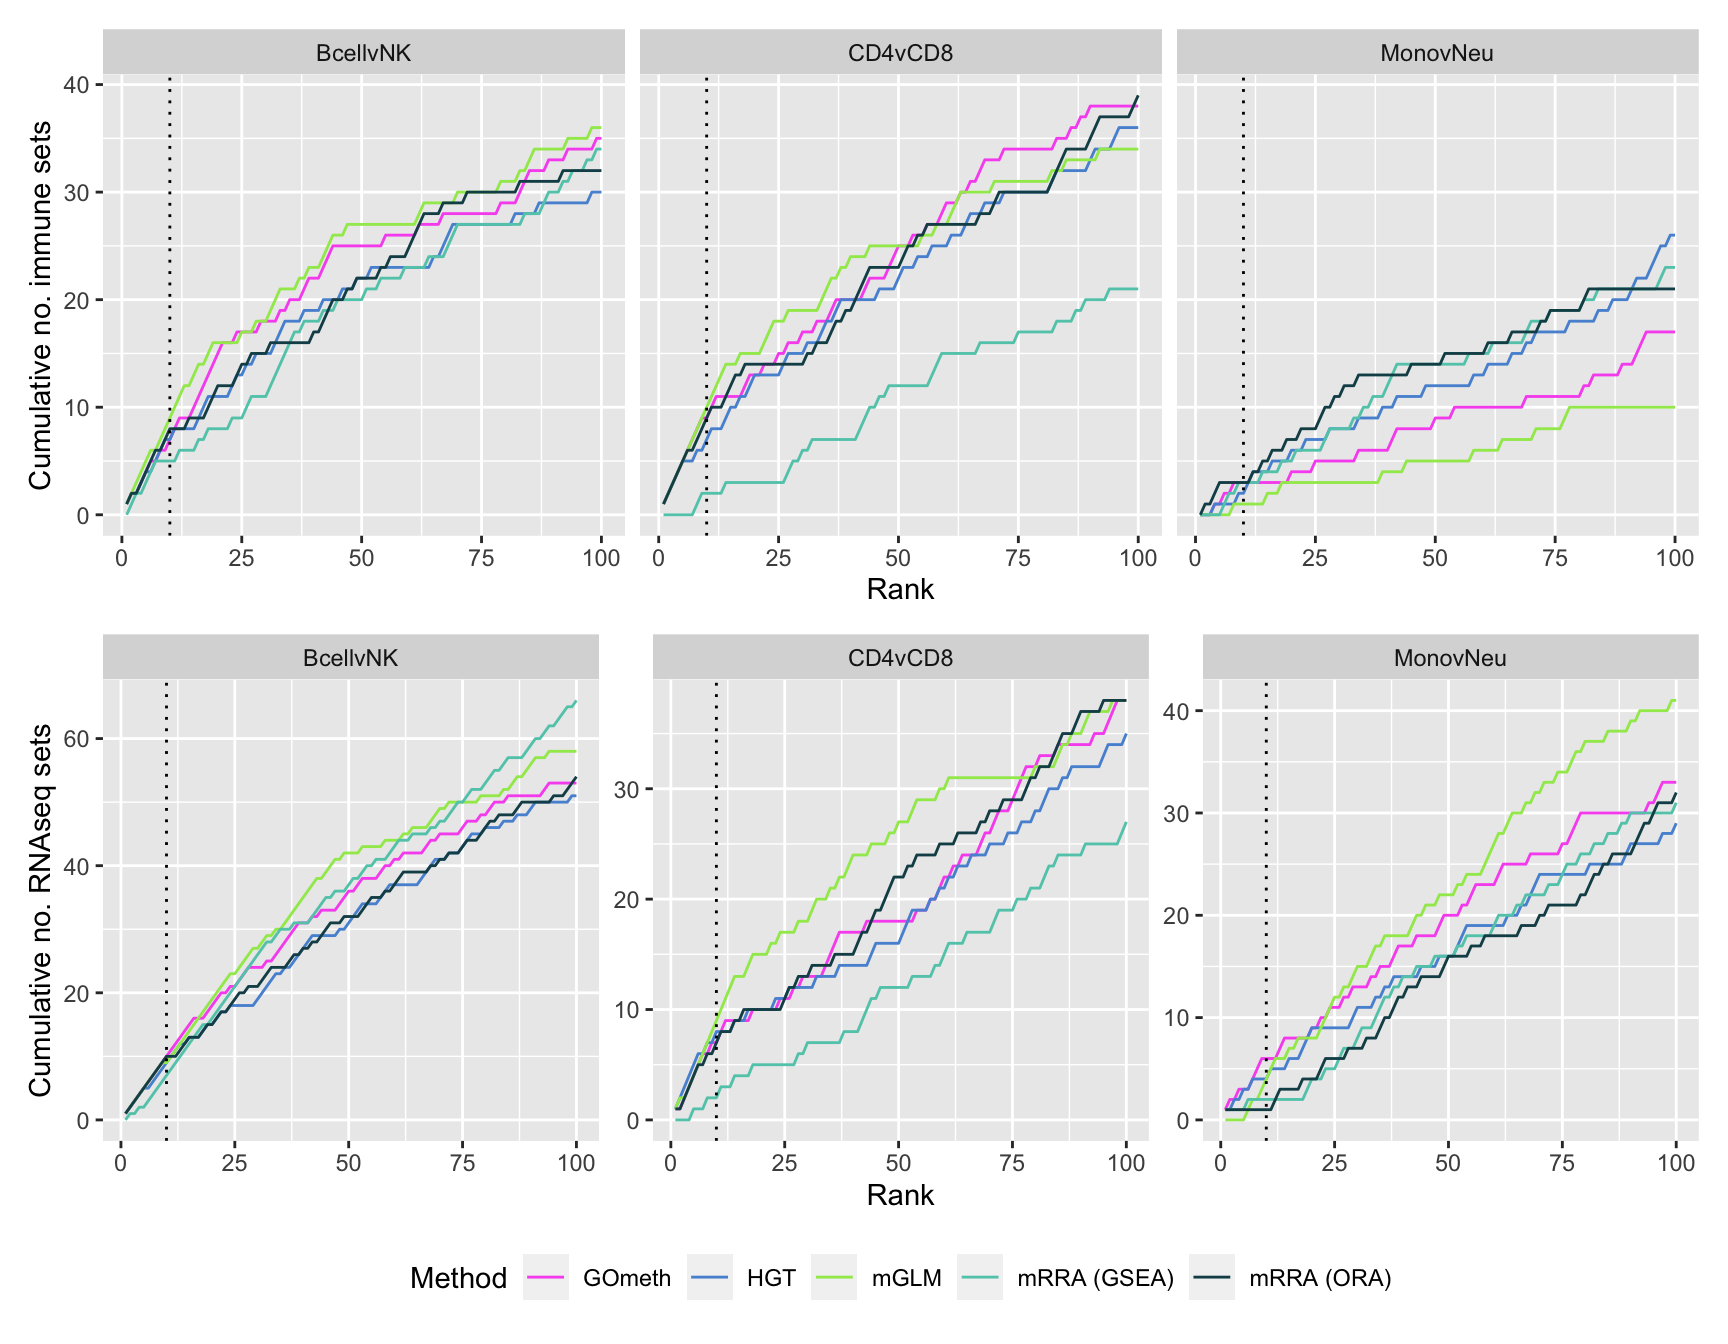 BcellvNK CD4vCD8 MonovNeu
Cumulative no. immune sets
40
30
20
10
0
0 25 50 75 100 0 25 50 75 100 0 25 50 75 100
Rank
BcellvNK CD4vCD8 MonovNeu
Cumulative no. RNAseq sets
60
40
20
0
30
20
10
0
40
30
20
10
0
0 25 50 75 100 0 25 50 75 100 0 25 50 75 100
Rank
Method GOmeth HGT mGLM mRRA (GSEA) mRRA (ORA)